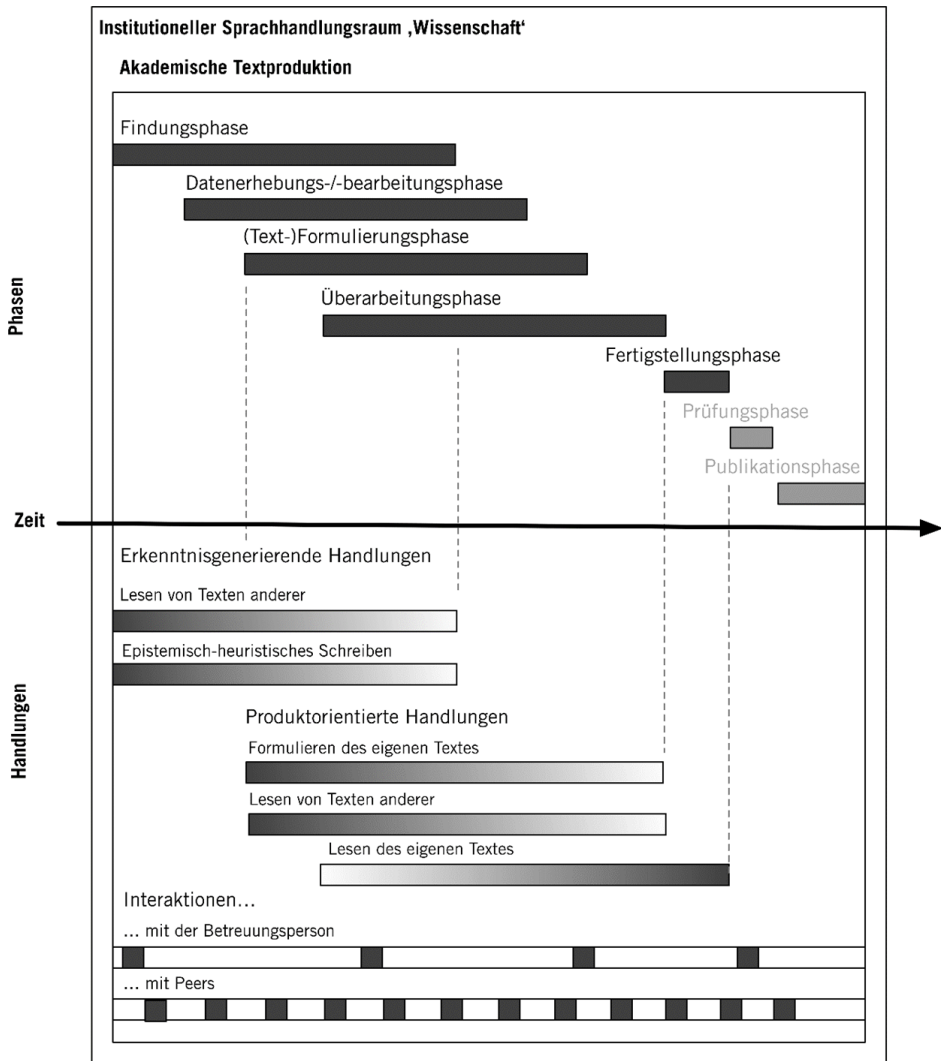 Institutioneller Sprachhandlungsraum ‚Wissenschaft‘
Akademische Textproduktion
Findungsphase
Datenerhebungs-/-bearbeitungsphase
(Text-)Formulierungsphase
Überarbeitungsphase
Phasen
Fertigstellungsphase
Prüfungsphase
Publikationsphase
Zeit
Erkenntnisgenerierende Handlungen
Lesen von Texten anderer
Epistemisch-heuristisches Schreiben
Handlungen
Produktorientierte Handlungen
Formulieren des eigenen Textes
Lesen von Texten anderer
Lesen des eigenen Textes
Interaktionen...
... mit der Betreuungsperson
... mit Peers